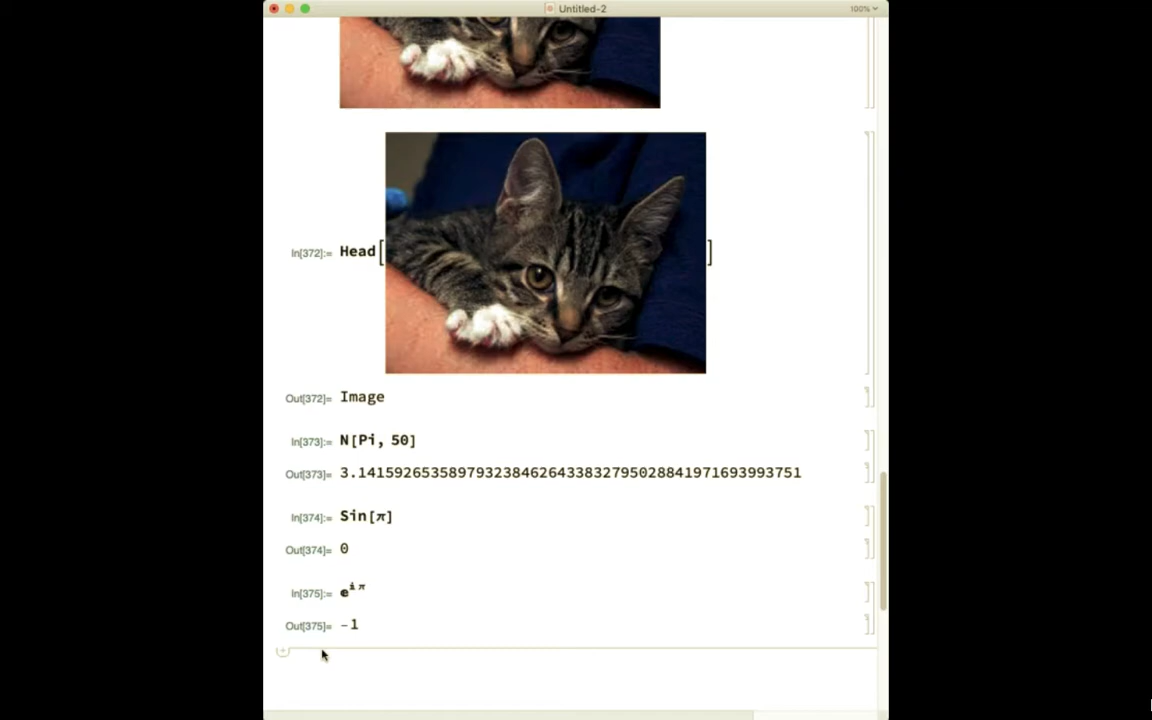 Untitled-2
100%
In[372]:= Head[ ]
Out[372]= Image
In[373]:= N[Pi, 50]
Out[373]= 3.1415926535897932384626433832795028841971693993751
In[374]:= Sin[π]
Out[374]= 0
In[375]:= ⅇ^ⅈ π
Out[375]= -1